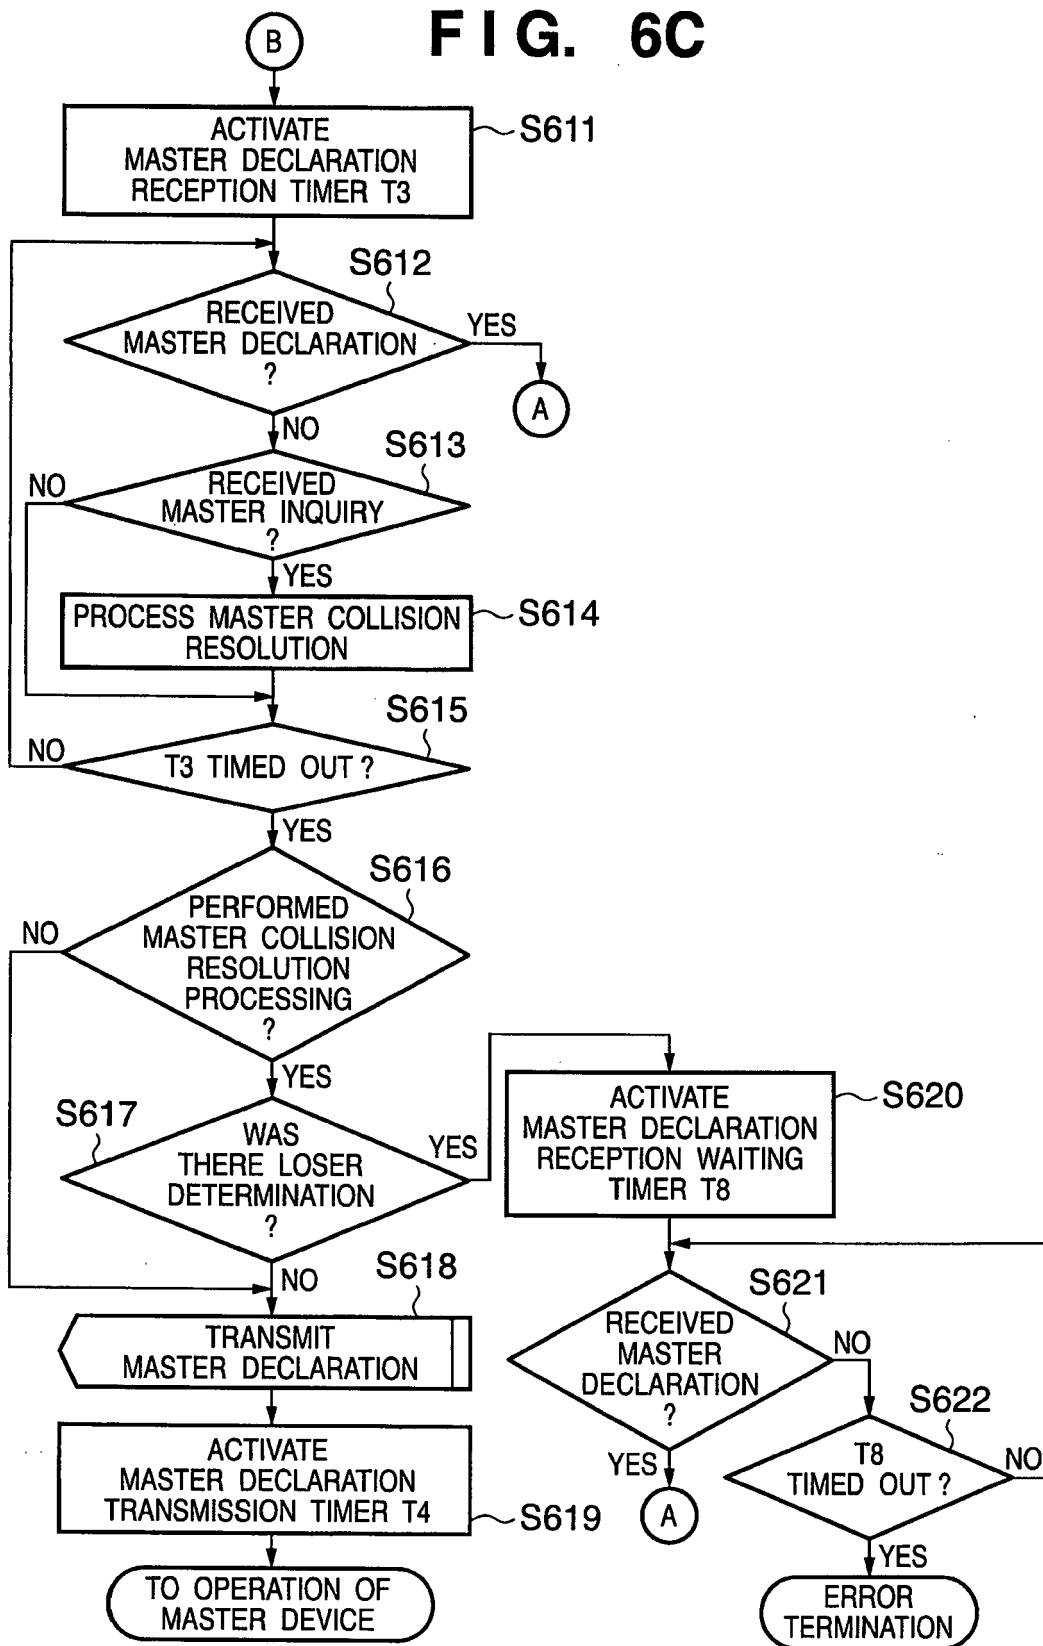 FIG. 6C
B
ACTIVATE
MASTER DECLARATION
RECEPTION TIMER T3
S611
S612
RECEIVED
MASTER DECLARATION
?
YES
A
NO
S613
NO
RECEIVED
MASTER INQUIRY
?
YES
PROCESS MASTER COLLISION
RESOLUTION
S614
S615
NO
T3 TIMED OUT ?
YES
S616
NO
PERFORMED
MASTER COLLISION
RESOLUTION
PROCESSING
?
YES
S617
WAS
THERE LOSER
DETERMINATION
?
YES
NO
S618
TRANSMIT
MASTER DECLARATION
ACTIVATE
MASTER DECLARATION
TRANSMISSION TIMER T4
S619
TO OPERATION OF
MASTER DEVICE
ACTIVATE
MASTER DECLARATION
RECEPTION WAITING
TIMER T8
S620
S621
RECEIVED
MASTER
DECLARATION
?
NO
YES
A
S622
T8
TIMED OUT ?
NO
YES
ERROR
TERMINATION